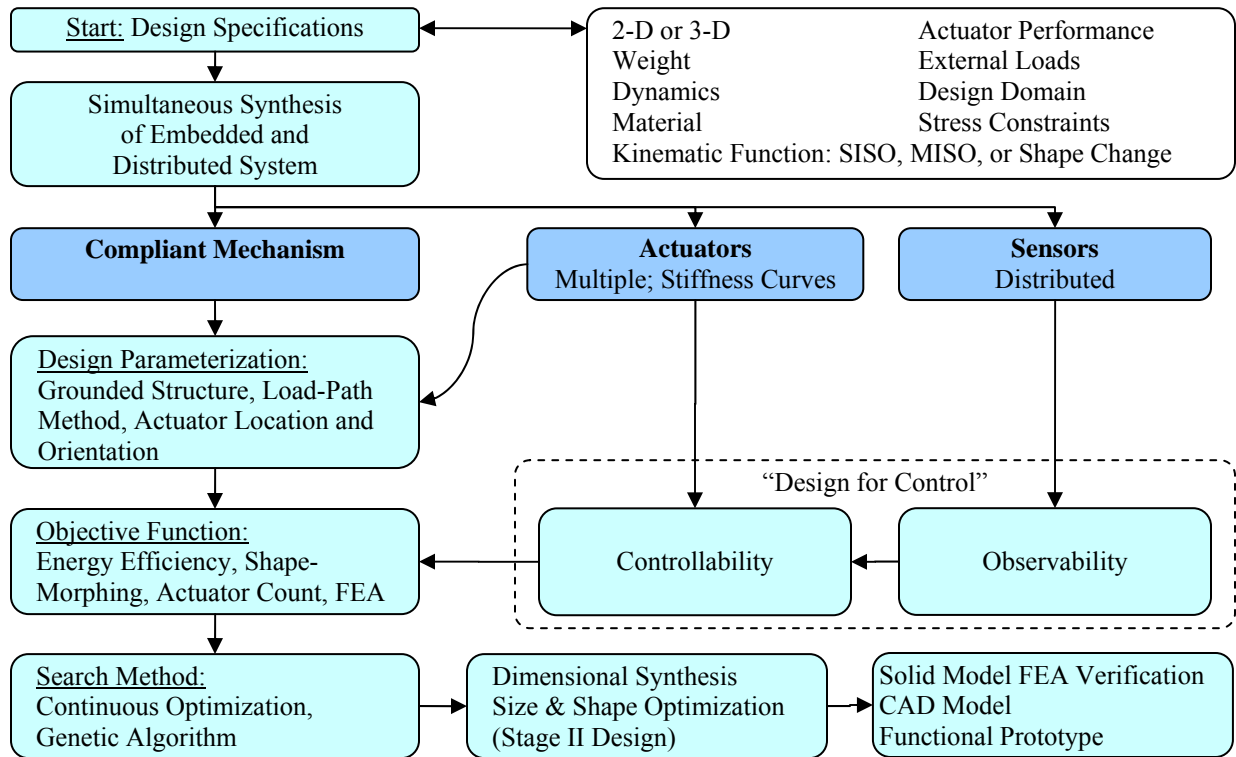 Start: Design Specifications
2-D or 3-D Actuator Performance
Weight External Loads
Dynamics Design Domain
Material Stress Constraints
Kinematic Function: SISO, MISO, or Shape Change
Simultaneous Synthesis
of Embedded and
Distributed System
Compliant Mechanism
Actuators
Multiple; Stiffness Curves
Sensors
Distributed
Design Parameterization:
Grounded Structure, Load-Path
Method, Actuator Location and
Orientation
“Design for Control”
Objective Function:
Energy Efficiency, Shape-
Morphing, Actuator Count, FEA
Controllability
Observability
Search Method:
Continuous Optimization,
Genetic Algorithm
Dimensional Synthesis
Size & Shape Optimization
(Stage II Design)
Solid Model FEA Verification
CAD Model
Functional Prototype